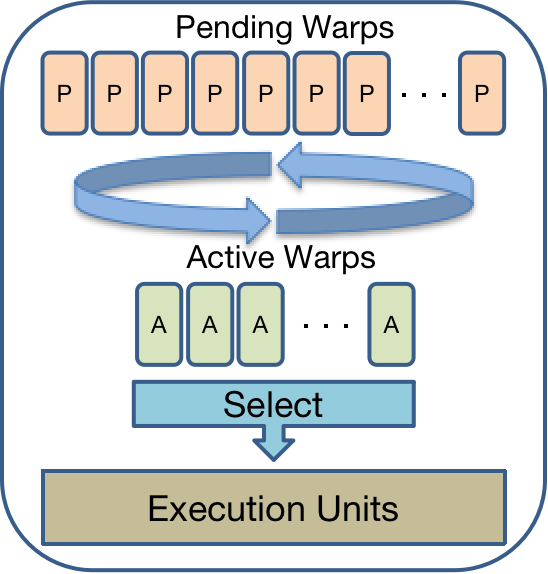 Pending Warps
P P P P P P P . . . P
Active Warps
A A A . . . A
Select
Execution Units